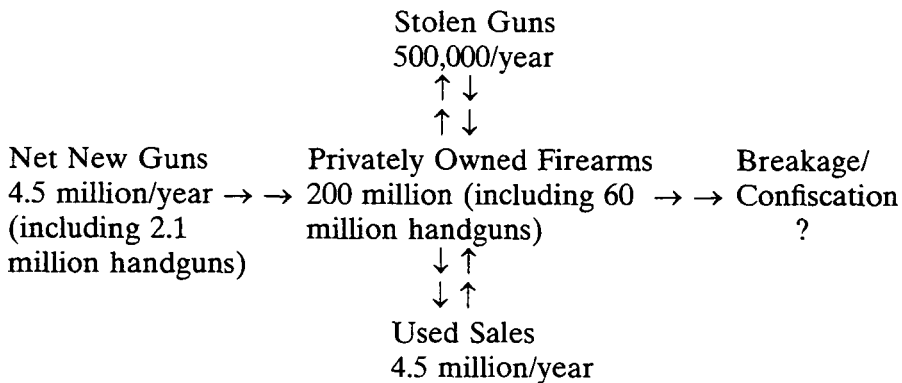 Stolen Guns
500,000/year
↑ ↓
↑ ↓
Net New Guns Privately Owned Firearms Breakage/
4.5 million/year → → 200 million (including 60 → → Confiscation
(including 2.1 million handguns) ?
million handguns) ↓ ↑
↓ ↑
Used Sales
4.5 million/year